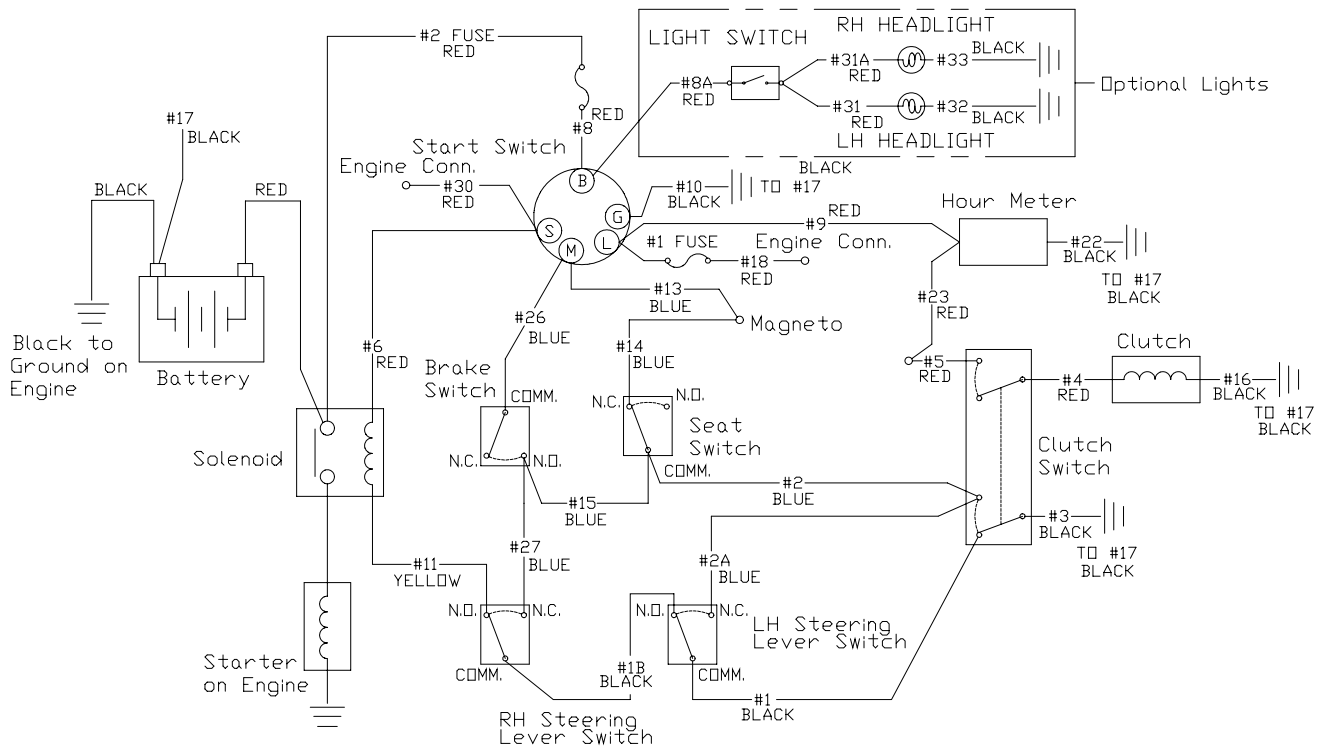 #2 FUSE
RED
RH HEADLIGHT
LIGHT SWITCH
BLACK
#31A
RED
#33
#8A
RED
Optional Lights
#31
RED
#32
BLACK
LH HEADLIGHT
RED
#8
#17
BLACK
Start Switch
Engine Conn.
#30
RED
B
G
S
L
M
BLACK
#10
BLACK
TO #17
BLACK
RED
RED
#9
Hour Meter
#1 FUSE
Engine Conn.
#18
RED
#22
BLACK
TO #17
BLACK
#13
BLUE
#23
RED
#26
BLUE
Magneto
Black to
Ground on
Engine
Battery
#6
RED
#14
BLUE
Brake
Switch
#5
RED
Clutch
#4
RED
#16
BLACK
TO #17
BLACK
COMM.
N.C.
N.O.
Seat
Switch
Solenoid
N.C.
N.O.
COMM.
Clutch
Switch
#2
BLUE
#15
BLUE
#3
BLACK
TO #17
BLACK
#27
BLUE
#11
YELLOW
#2A
BLUE
N.O.
N.C.
N.O.
N.C.
LH Steering
Lever Switch
Starter
on Engine
COMM.
#1B
BLACK
COMM.
#1
BLACK
RH Steering
Lever Switch